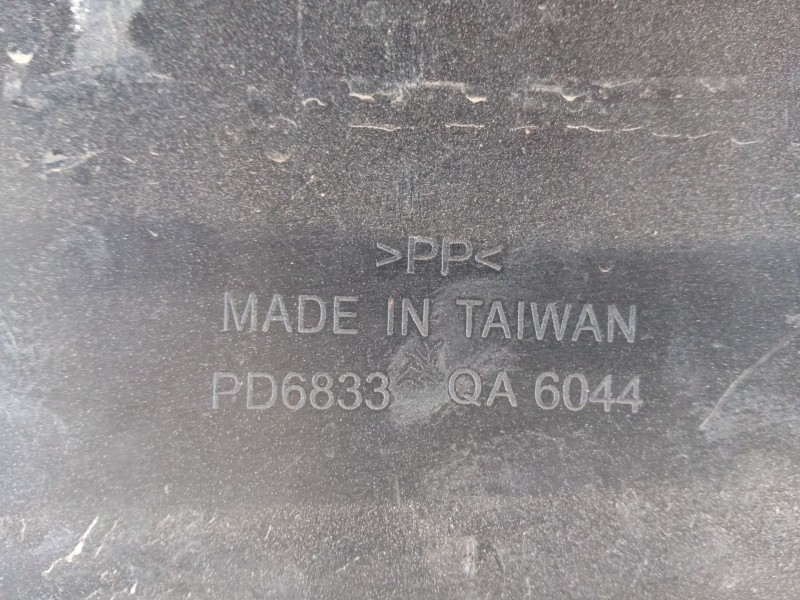 >PP<
MADE IN TAIWAN
PD6833 QA 6044